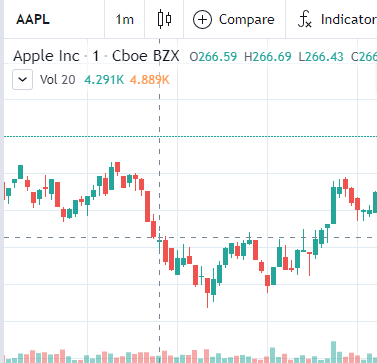 AAPL 1m Compare Indicator
Apple Inc · 1 · Cboe BZX O266.59 H266.69 L266.43 C266
Vol 20 4.291K 4.889K